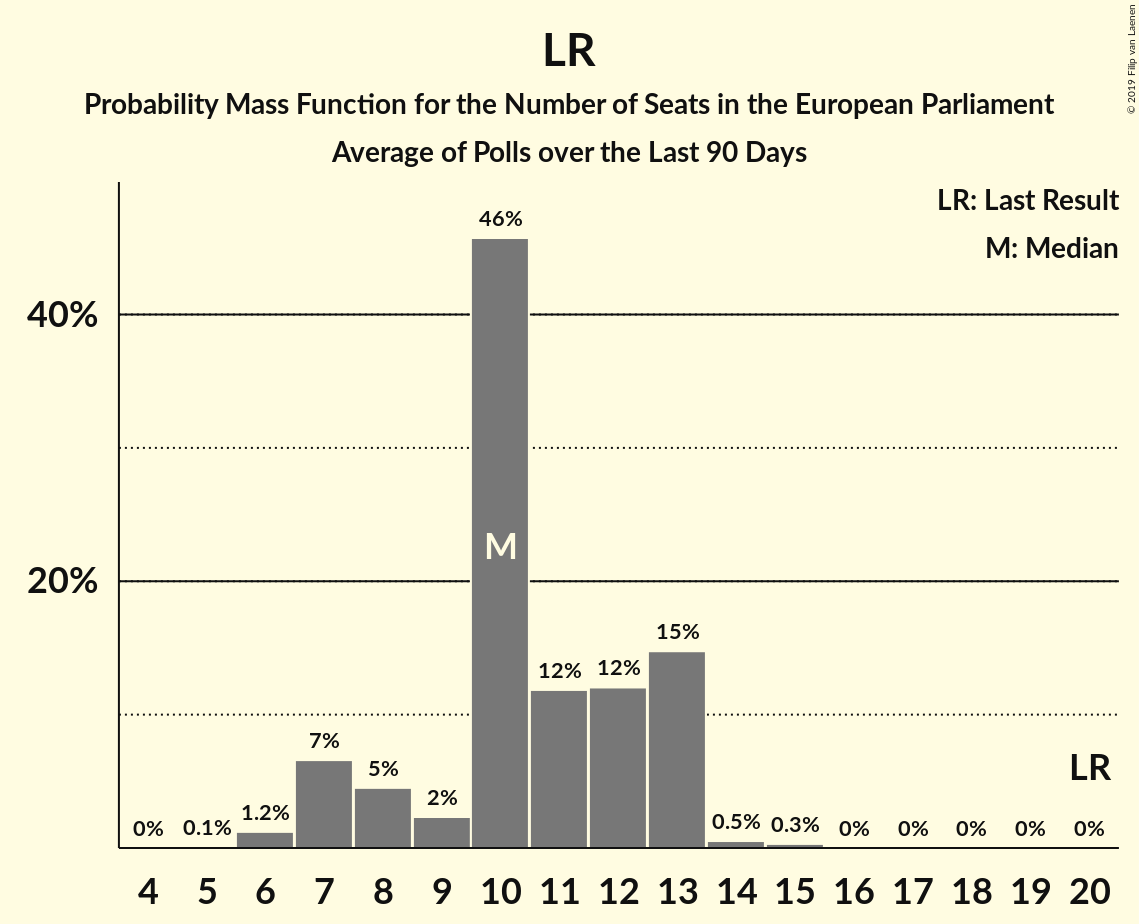 LR
Probability Mass Function for the Number of Seats in the European Parliament
Average of Polls over the Last 90 Days
© 2019 Filip van Laenen
LR: Last Result
M: Median
40%
20%
0%
0.1%
1.2%
7%
5%
2%
46%
12%
12%
15%
0.5%
0.3%
0%
0%
0%
0%
0%
M
LR
4 5 6 7 8 9 10 11 12 13 14 15 16 17 18 19 20